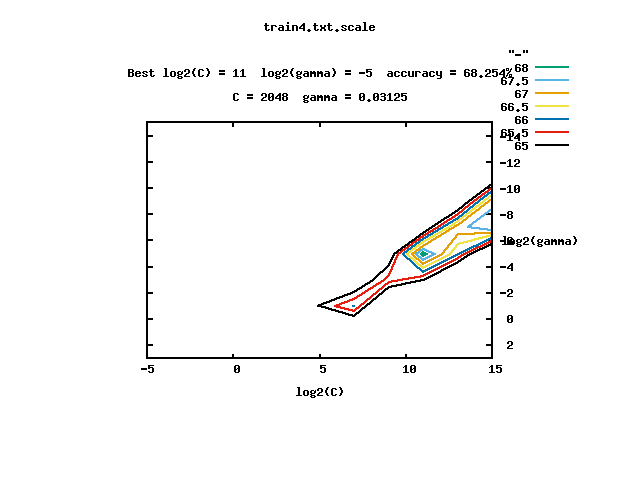 train4.txt.scale
"-"
Best log2(C) = 11  log2(gamma) = -5  accuracy = 68.254%
68
67.5
C = 2048  gamma = 0.03125
67
66.5
66
65.5
65
-14
-12
-10
-8
-6
log2(gamma)
-4
-2
0
2
-5 0 5 10 15
log2(C)